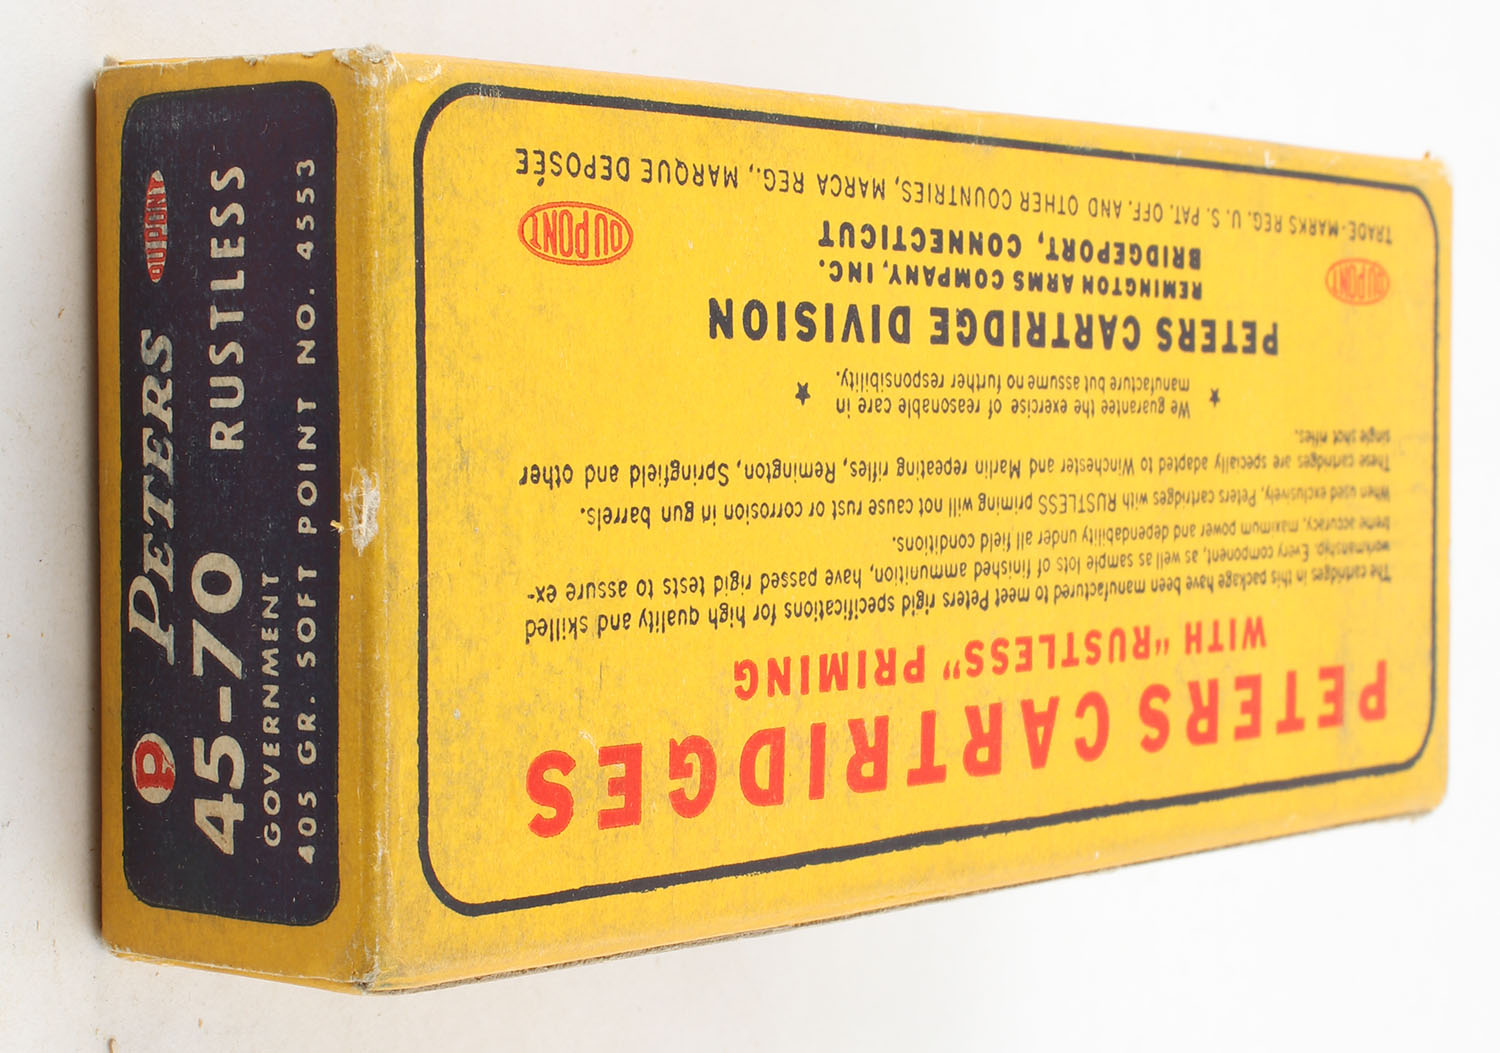 P PETERS DUPONT
45-70 RUSTLESS
GOVERNMENT
405 GR. SOFT POINT NO. 4553
PETERS CARTRIDGES
WITH "RUSTLESS" PRIMING
The cartridges in this package have been manufactured to meet Peters rigid specifications for high quality and skilled
workmanship. Every component, as well as sample lots of finished ammunition, have passed rigid tests to assure ex-
treme accuracy, maximum power and dependability under all field conditions.
When used exclusively, Peters cartridges with RUSTLESS priming will not cause rust or corrosion in gun barrels.
These cartridges are specially adapted to Winchester and Marlin repeating rifles, Remington, Springfield and other
single shot rifles.
We guarantee the exercise of reasonable care in
manufacture but assume no further responsibility.
PETERS CARTRIDGE DIVISION
REMINGTON ARMS COMPANY, INC.
BRIDGEPORT, CONNECTICUT
DUPONT
DUPONT
TRADE-MARKS REG. U. S. PAT. OFF. AND OTHER COUNTRIES, MARCA REG., MARQUE DEPOSÉE